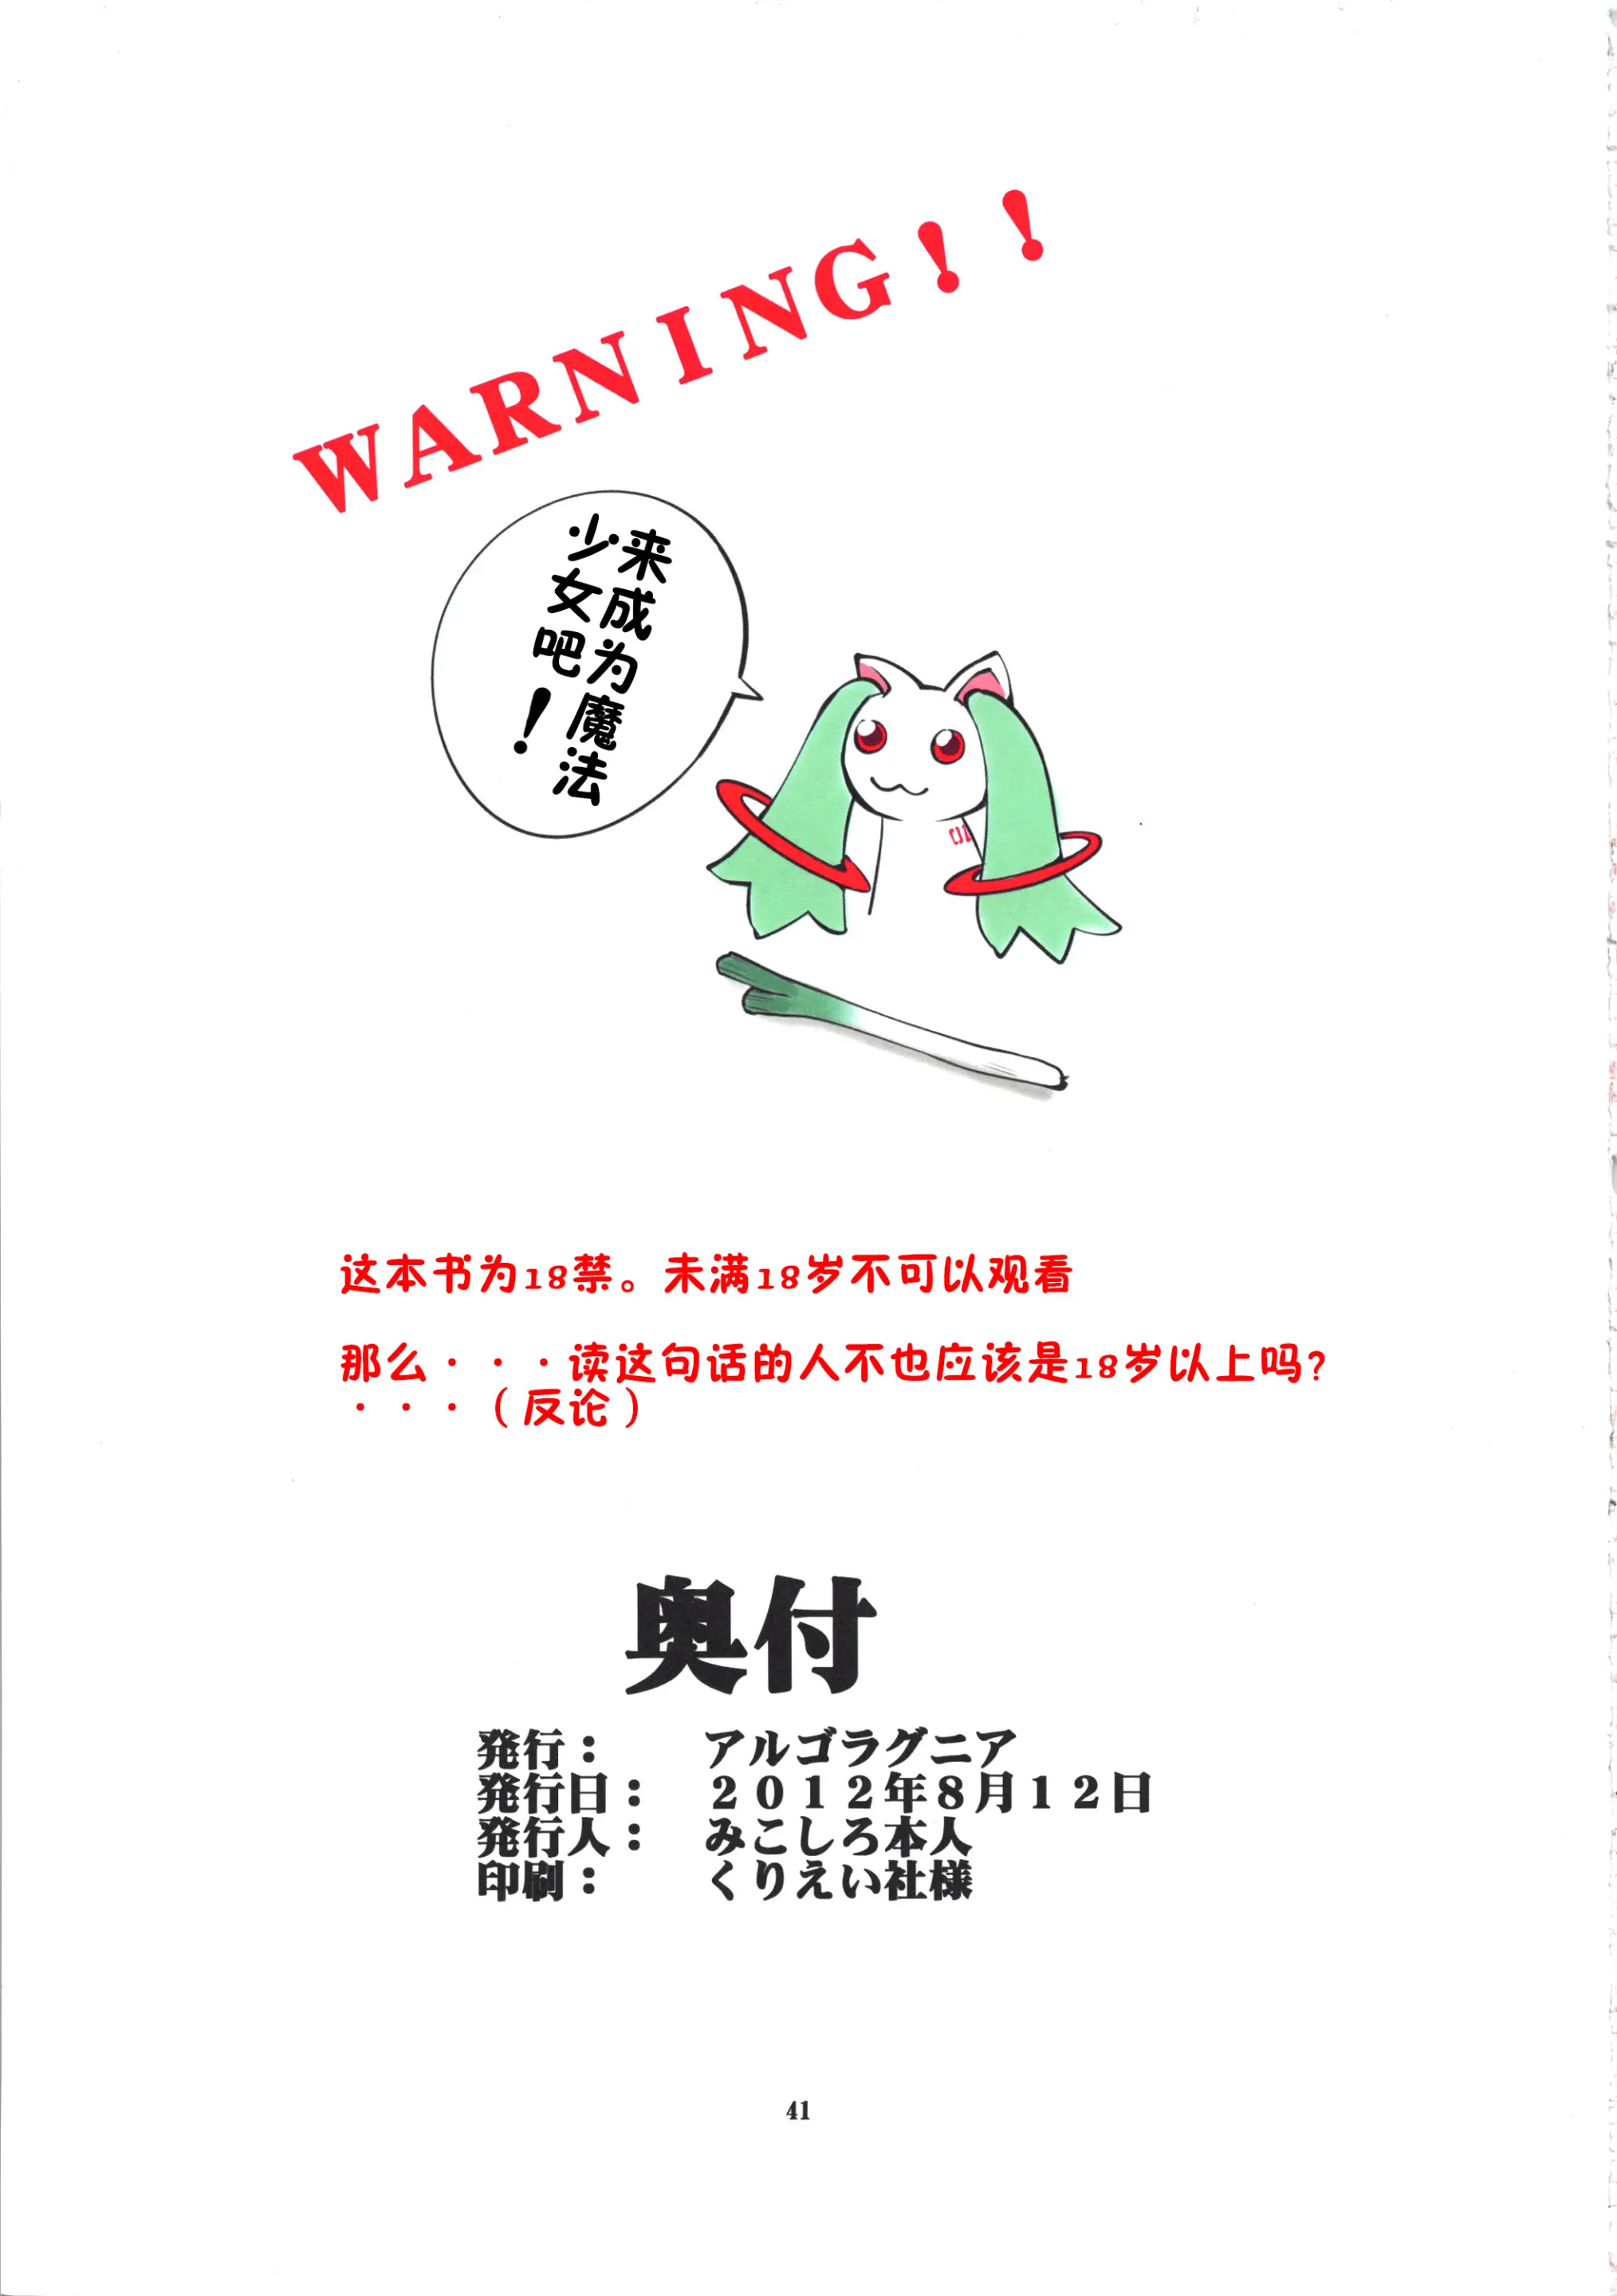 WARNING！！
来成为魔法
少女吧！
这本书为18禁。未满18岁不可以观看
那么・・・读这句话的人不也应该是18岁以上吗？
・・・（反论）
奥付
発行： アルゴラグニア
発行日： ２０１２年８月１２日
発行人： みこしろ本人
印刷： くりえい社様
41